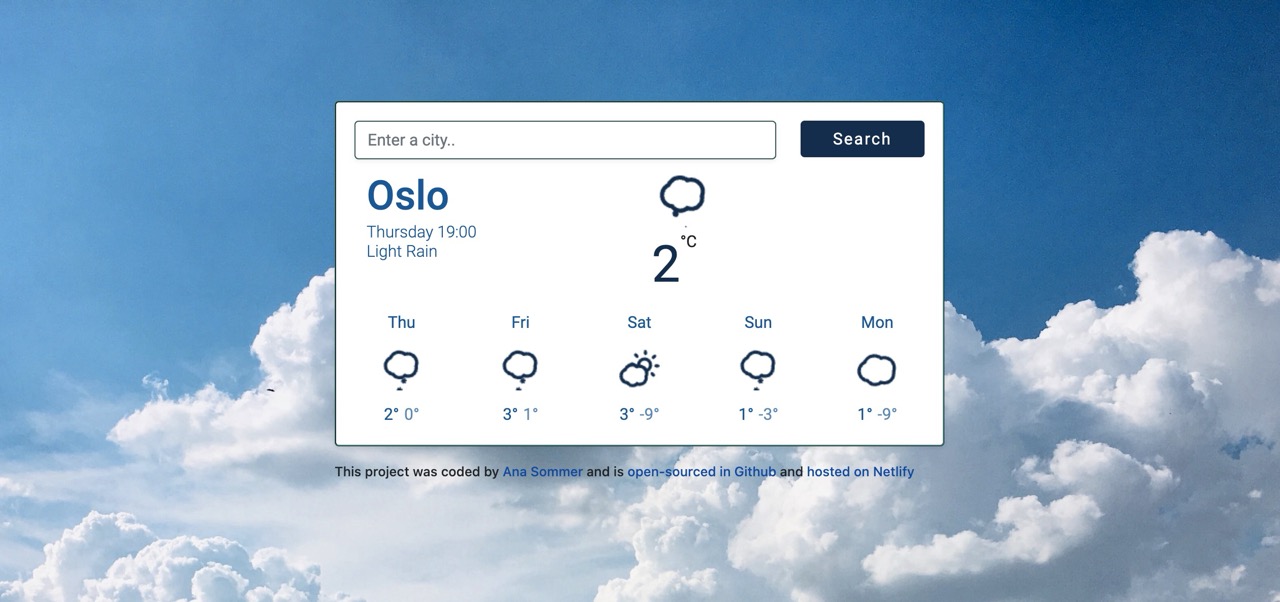 Enter a city..
Search
Oslo
Thursday 19:00
Light Rain
2°C
Thu Fri Sat Sun Mon
2° 0° 3° 1° 3° -9° 1° -3° 1° -9°
This project was coded by Ana Sommer and is open-sourced in Github and hosted on Netlify